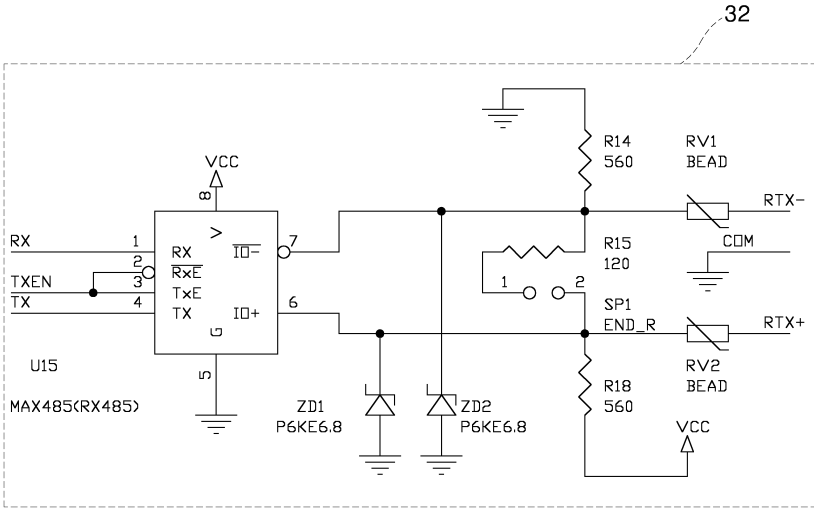 32
VCC
8
R14
560
RV1
BEAD
RTX-
RX
1
V
7
RX
IO-
R15
120
COM
2
RxE
TXEN
3
TxE
1
2
TX
4
TX
IO+
6
SP1
END_R
RTX+
G
5
U15
MAX485(RX485)
ZD1
P6KE6.8
ZD2
P6KE6.8
R18
560
RV2
BEAD
VCC